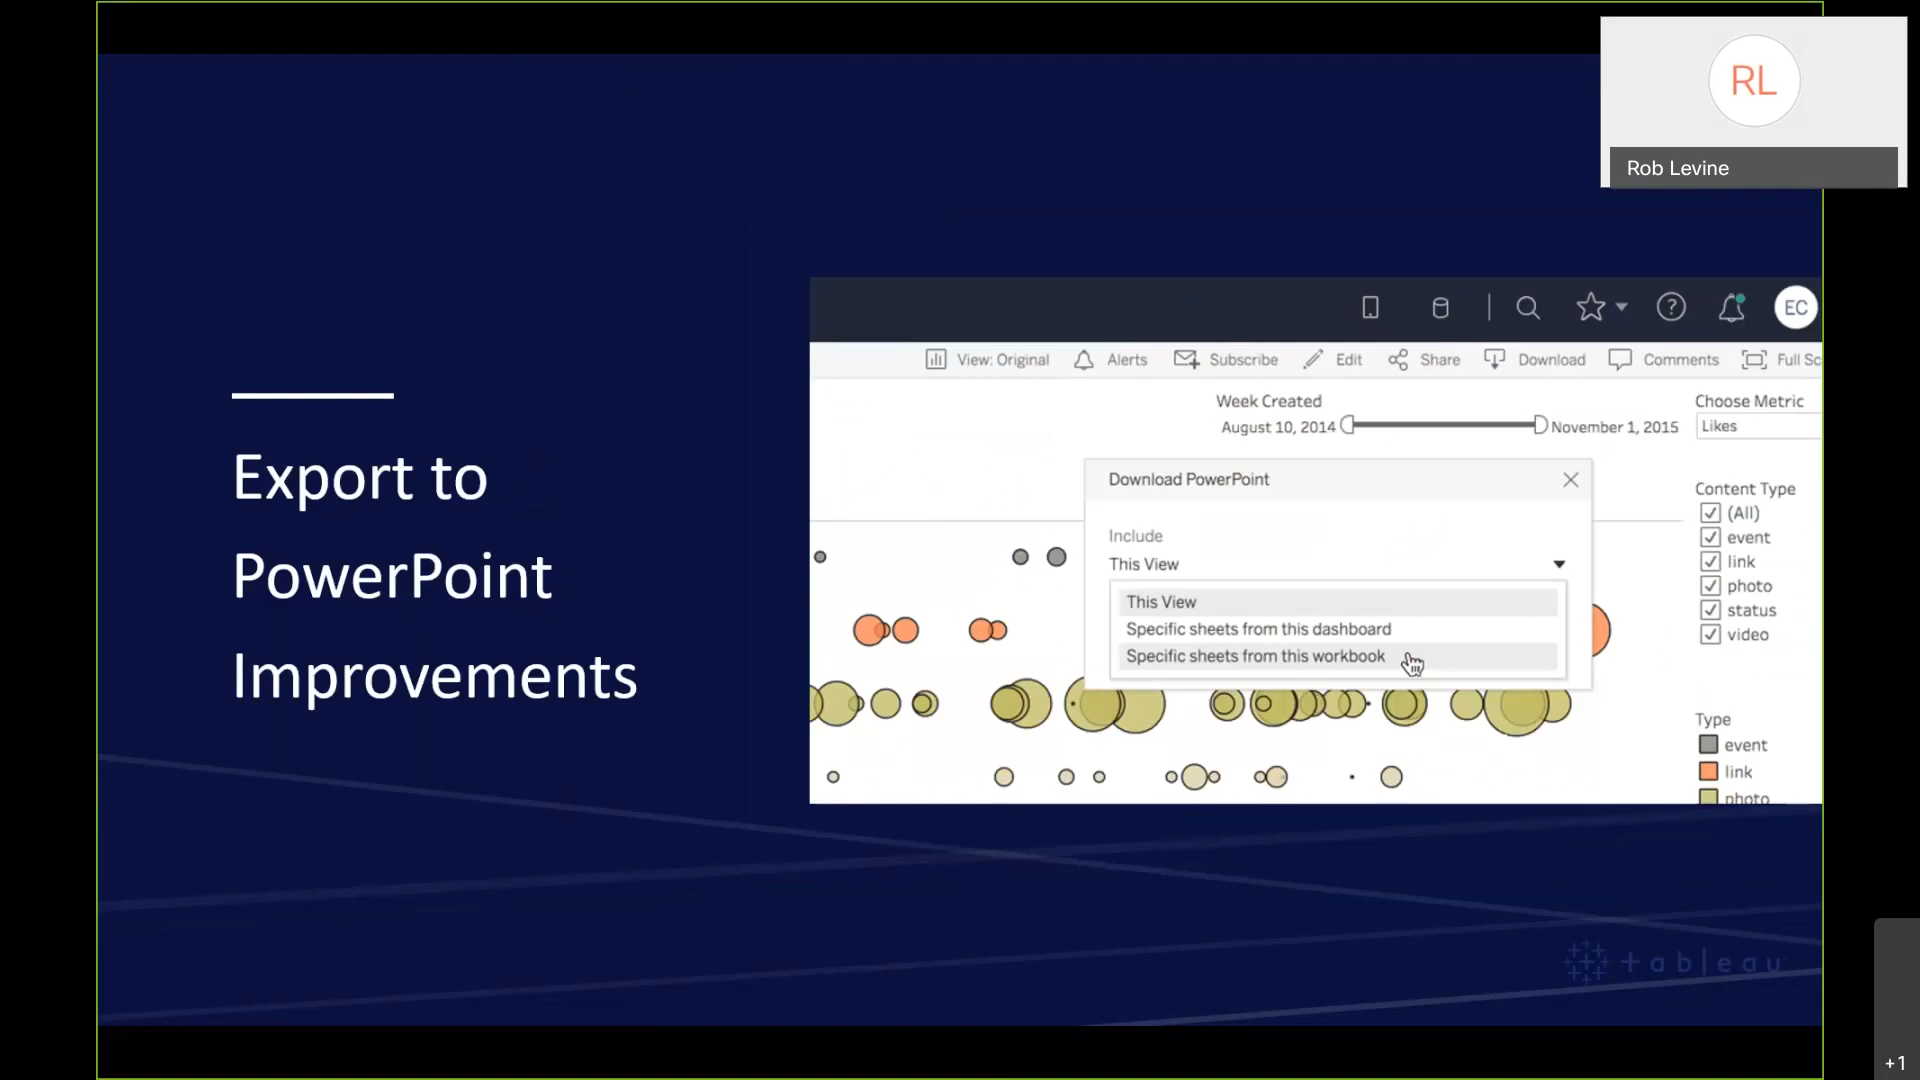 RL
Rob Levine
Export to
PowerPoint
Improvements
EC
View: Original Alerts Subscribe Edit Share Download Comments Full Sc
Week Created
August 10, 2014 November 1, 2015
Choose Metric
Likes
Download PowerPoint
Include
This View
This View
Specific sheets from this dashboard
Specific sheets from this workbook
Content Type
(All)
event
link
photo
status
video
Type
event
link
photo
+ableau
+1